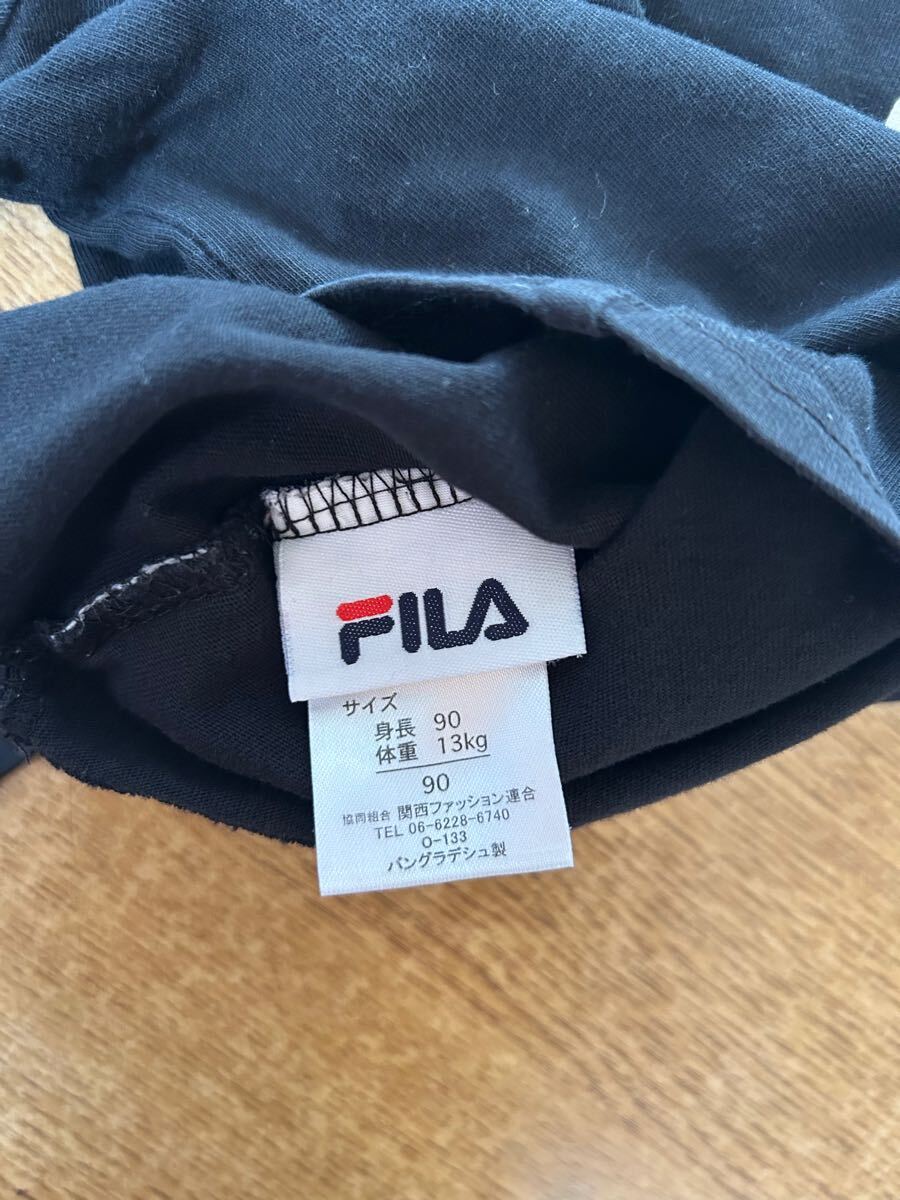 FILA
サイズ
身長 90
体重 13kg
90
協同組合 関西ファッション連合
TEL 06-6228-6740
O-133
バングラデシュ製